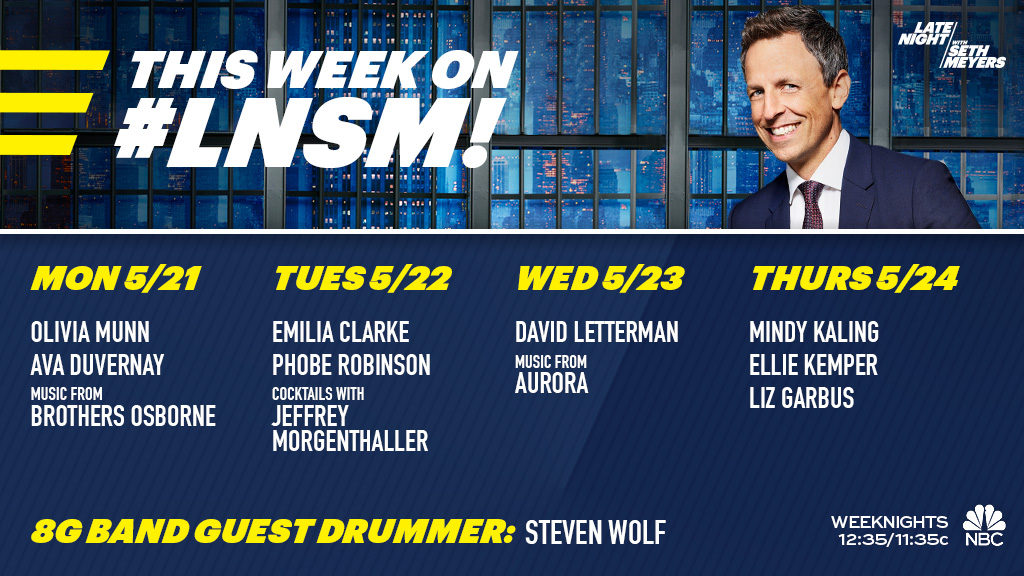 THIS WEEK ON
#LNSM!
LATE
NIGHT
WITH
SETH
MEYERS
MON 5/21
OLIVIA MUNN
AVA DUVERNAY
MUSIC FROM
BROTHERS OSBORNE
TUES 5/22
EMILIA CLARKE
PHOBE ROBINSON
COCKTAILS WITH
JEFFREY
MORGENTHALLER
WED 5/23
DAVID LETTERMAN
MUSIC FROM
AURORA
THURS 5/24
MINDY KALING
ELLIE KEMPER
LIZ GARBUS
8G BAND GUEST DRUMMER: STEVEN WOLF
WEEKNIGHTS
12:35/11:35c
NBC